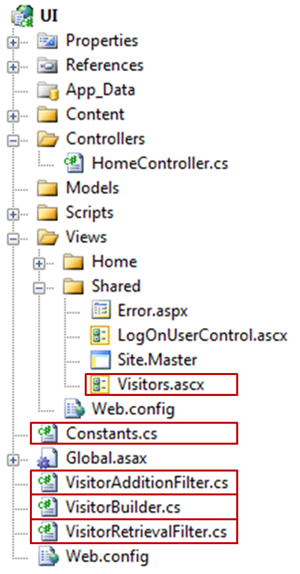 UI
Properties
References
App_Data
Content
Controllers
HomeController.cs
Models
Scripts
Views
Home
Shared
Error.aspx
LogOnUserControl.ascx
Site.Master
Visitors.ascx
Web.config
Constants.cs
Global.asax
VisitorAdditionFilter.cs
VisitorBuilder.cs
VisitorRetrievalFilter.cs
Web.config